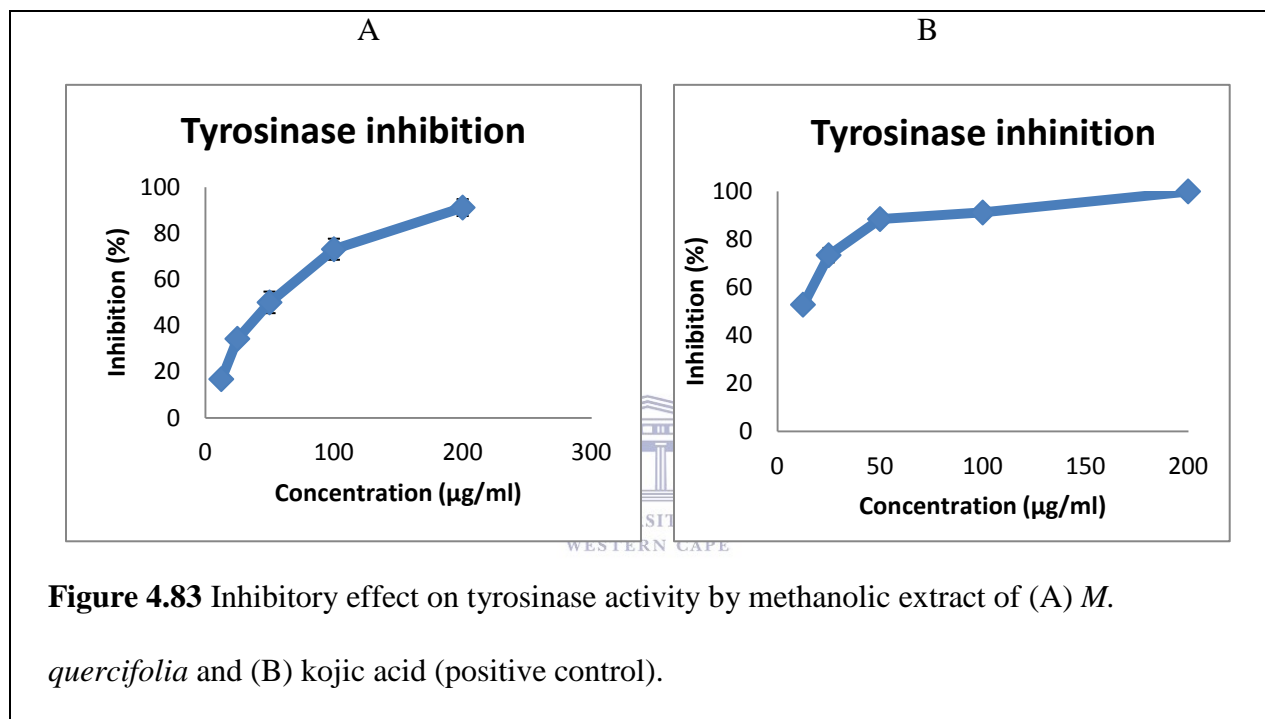 A
B
Tyrosinase inhibition
100
80
60
40
20
0
Inhibition (%)
0 100 200 300
Concentration (µg/ml)
Tyrosinase inhinition
100
80
60
40
20
0
Inhibition (%)
0 50 100 150 200
Concentration (µg/ml)
WESTERN CAPE
Figure 4.83 Inhibitory effect on tyrosinase activity by methanolic extract of (A) M.
quercifolia and (B) kojic acid (positive control).